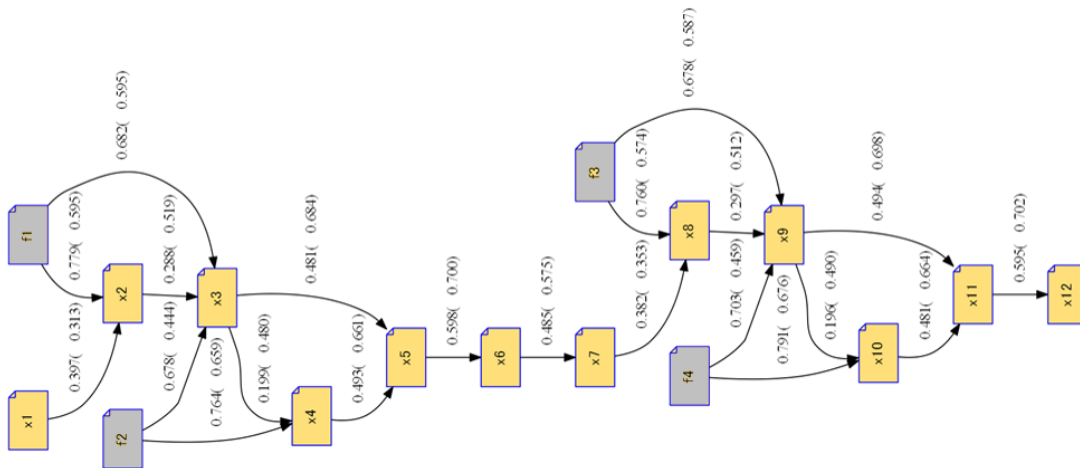 x1
f1
0.397( 0.313)
0.779( 0.595)
0.682( 0.595)
x2
f2
0.678( 0.444)
0.288( 0.519)
x3
0.764( 0.659)
0.199( 0.480)
0.481( 0.684)
x4
0.493( 0.661)
x5
0.598( 0.700)
x6
0.485( 0.575)
x7
f3
0.382( 0.353)
0.760( 0.574)
0.678( 0.587)
x8
f4
0.703( 0.459)
0.297( 0.512)
x9
0.791( 0.676)
0.196( 0.490)
0.494( 0.698)
x10
0.481( 0.664)
x11
0.595( 0.702)
x12